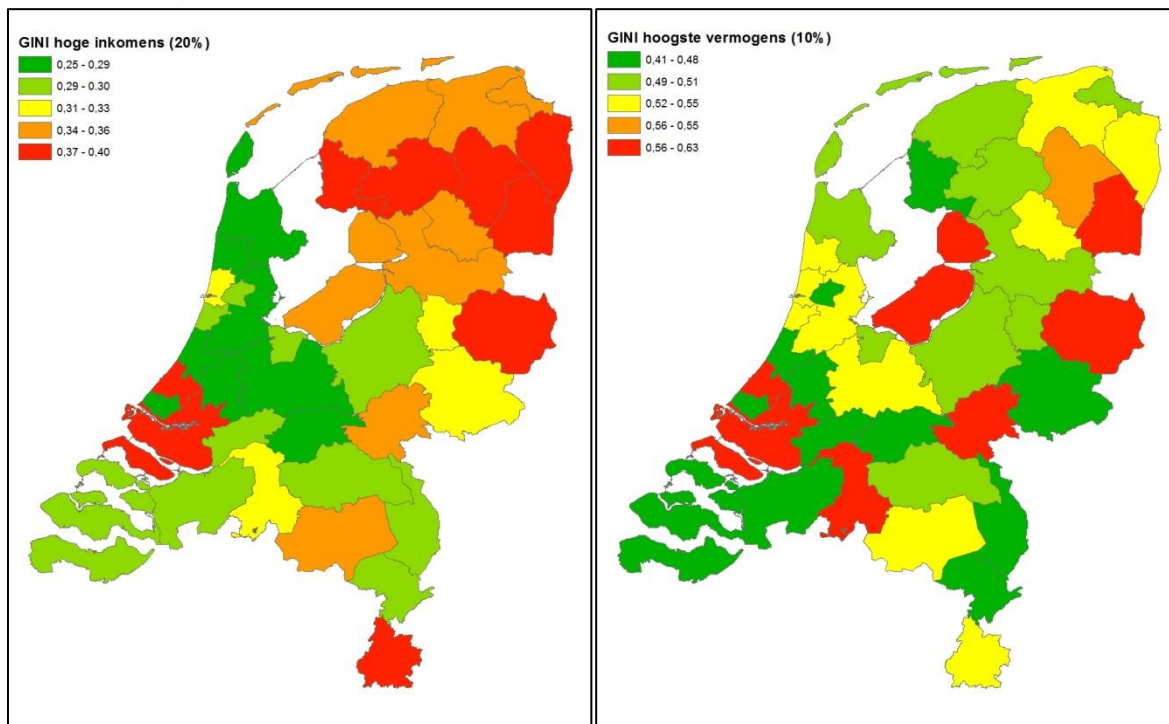 GINI hoge inkomens (20%)
0,25 - 0,29
0,29 - 0,30
0,31 - 0,33
0,34 - 0,36
0,37 - 0,40
GINI hoogste vermogens (10%)
0,41 - 0,48
0,49 - 0,51
0,52 - 0,55
0,56 - 0,55
0,56 - 0,63